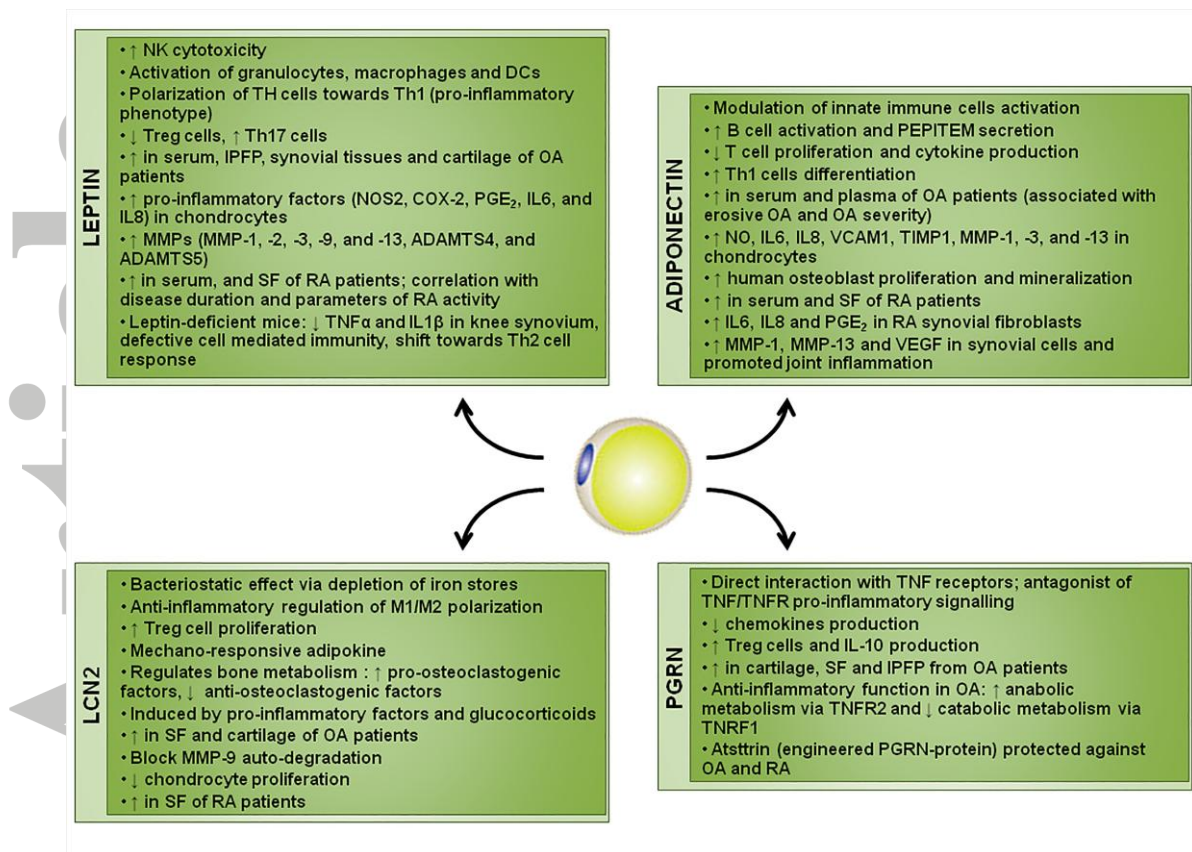 LEPTIN
• ↑ NK cytotoxicity
• Activation of granulocytes, macrophages and DCs
• Polarization of TH cells towards Th1 (pro-inflammatory
phenotype)
• ↓ Treg cells, ↑ Th17 cells
• ↑ in serum, IPFP, synovial tissues and cartilage of OA
patients
• ↑ pro-inflammatory factors (NOS2, COX-2, PGE₂, IL6, and
IL8) in chondrocytes
• ↑ MMPs (MMP-1, -2, -3, -9, and -13, ADAMTS4, and
ADAMTS5)
• ↑ in serum, and SF of RA patients; correlation with
disease duration and parameters of RA activity
• Leptin-deficient mice: ↓ TNFα and IL1β in knee synovium,
defective cell mediated immunity, shift towards Th2 cell
response
ADIPONECTIN
• Modulation of innate immune cells activation
• ↑ B cell activation and PEPITEM secretion
• ↓ T cell proliferation and cytokine production
• ↑ Th1 cells differentiation
• ↑ in serum and plasma of OA patients (associated with
erosive OA and OA severity)
• ↑ NO, IL6, IL8, VCAM1, TIMP1, MMP-1, -3, and -13 in
chondrocytes
• ↑ human osteoblast proliferation and mineralization
• ↑ in serum and SF of RA patients
• ↑ IL6, IL8 and PGE₂ in RA synovial fibroblasts
• ↑ MMP-1, MMP-13 and VEGF in synovial cells and
promoted joint inflammation
LCN2
• Bacteriostatic effect via depletion of iron stores
• Anti-inflammatory regulation of M1/M2 polarization
• ↑ Treg cell proliferation
• Mechano-responsive adipokine
• Regulates bone metabolism : ↑ pro-osteoclastogenic
factors, ↓ anti-osteoclastogenic factors
• Induced by pro-inflammatory factors and glucocorticoids
• ↑ in SF and cartilage of OA patients
• Block MMP-9 auto-degradation
• ↓ chondrocyte proliferation
• ↑ in SF of RA patients
PGRN
• Direct interaction with TNF receptors; antagonist of
TNF/TNFR pro-inflammatory signalling
• ↓ chemokines production
• ↑ Treg cells and IL-10 production
• ↑ in cartilage, SF and IPFP from OA patients
• Anti-inflammatory function in OA: ↑ anabolic
metabolism via TNFR2 and ↓ catabolic metabolism via
TNRF1
• Atsttrin (engineered PGRN-protein) protected against
OA and RA